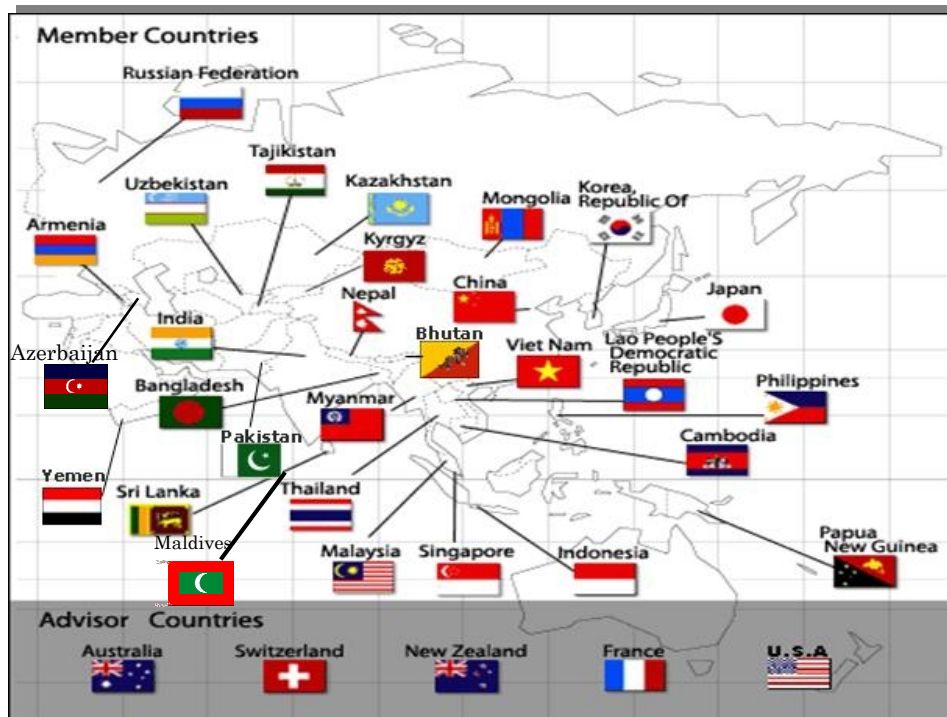 Member Countries
Russian Federation
Tajikistan
Uzbekistan
Kazakhstan
Mongolia
Korea,
Republic Of
Armenia
Kyrgyz
China
Japan
Nepal
India
Bhutan
Viet Nam
Lao People'S
Democratic
Republic
Azerbaijan
Bangladesh
Myanmar
Philippines
Pakistan
Cambodia
Yemen
Sri Lanka
Thailand
Maldives
Malaysia
Singapore
Indonesia
Papua
New Guinea
Advisor Countries
Australia
Switzerland
New Zealand
France
U.S.A